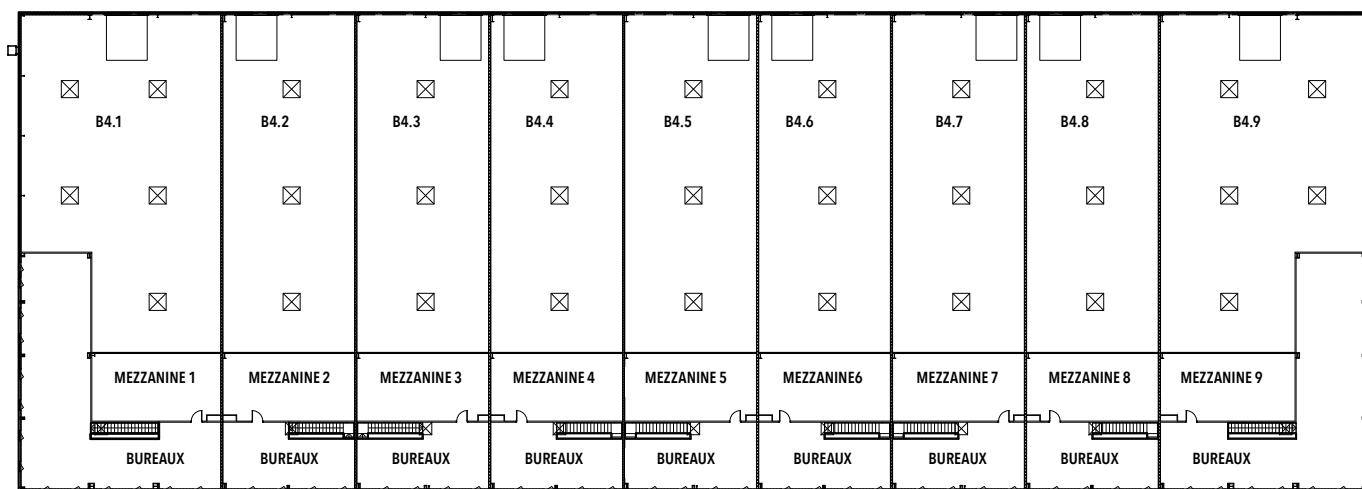 B4.1 B4.2 B4.3 B4.4 B4.5 B4.6 B4.7 B4.8 B4.9
MEZZANINE 1 MEZZANINE 2 MEZZANINE 3 MEZZANINE 4 MEZZANINE 5 MEZZANINE6 MEZZANINE 7 MEZZANINE 8 MEZZANINE 9
BUREAUX BUREAUX BUREAUX BUREAUX BUREAUX BUREAUX BUREAUX BUREAUX BUREAUX